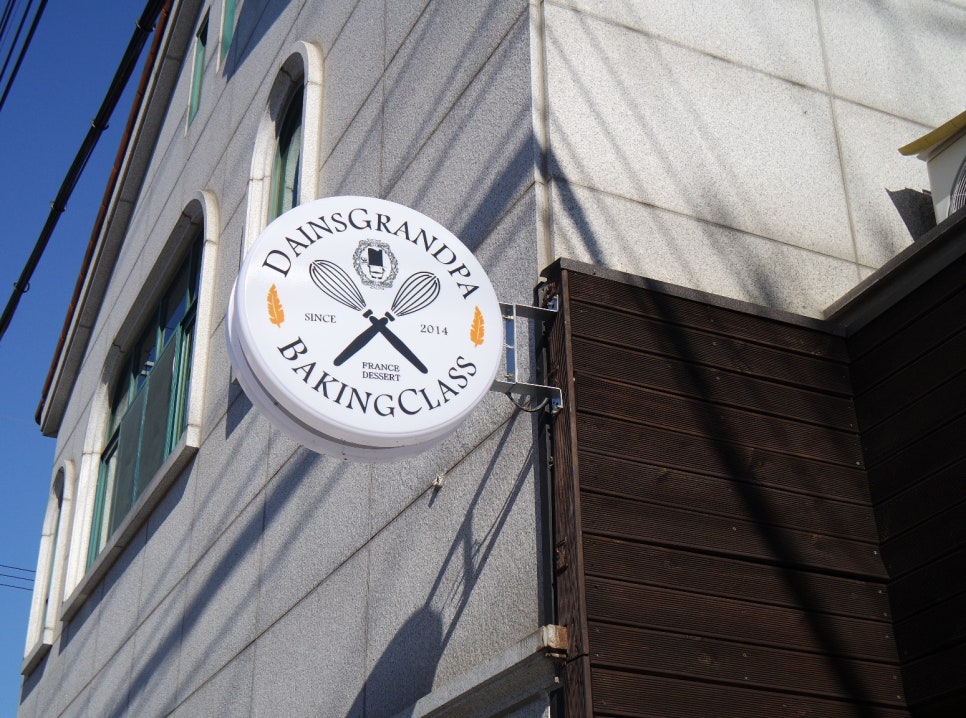 DAINSGRANDPA
SINCE 2014
FRANCE
DESSERT
BAKINGCLASS